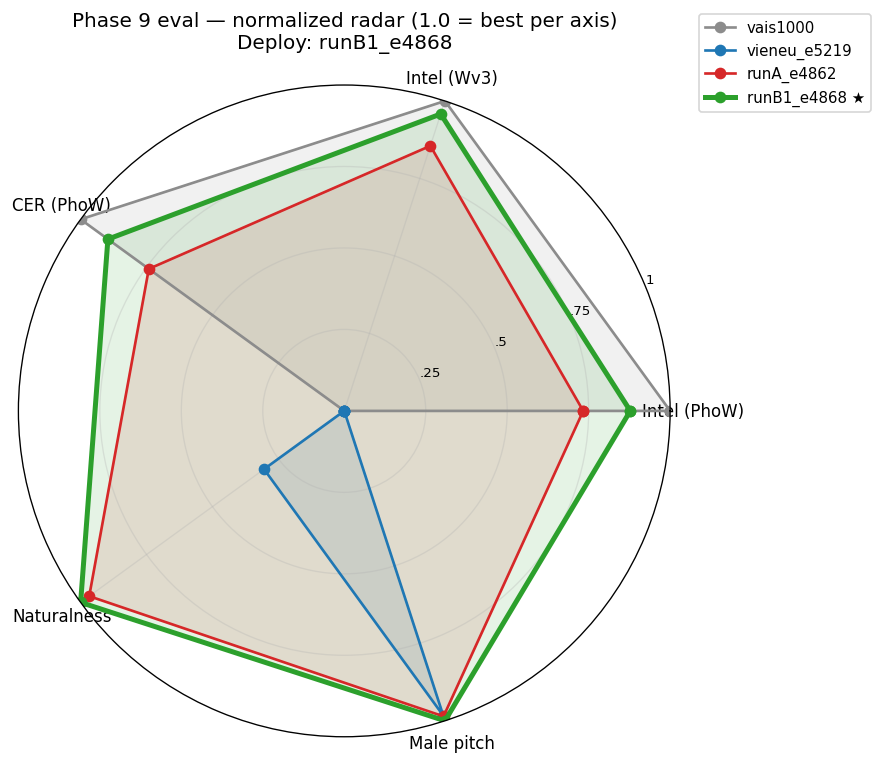 Phase 9 eval — normalized radar (1.0 = best per axis)
Deploy: runB1_e4868
vais1000
vieneu_e5219
runA_e4862
runB1_e4868 ★
Intel (Wv3)
CER (PhoW)
1
.75
.5
.25
Intel (PhoW)
Naturalness
Male pitch